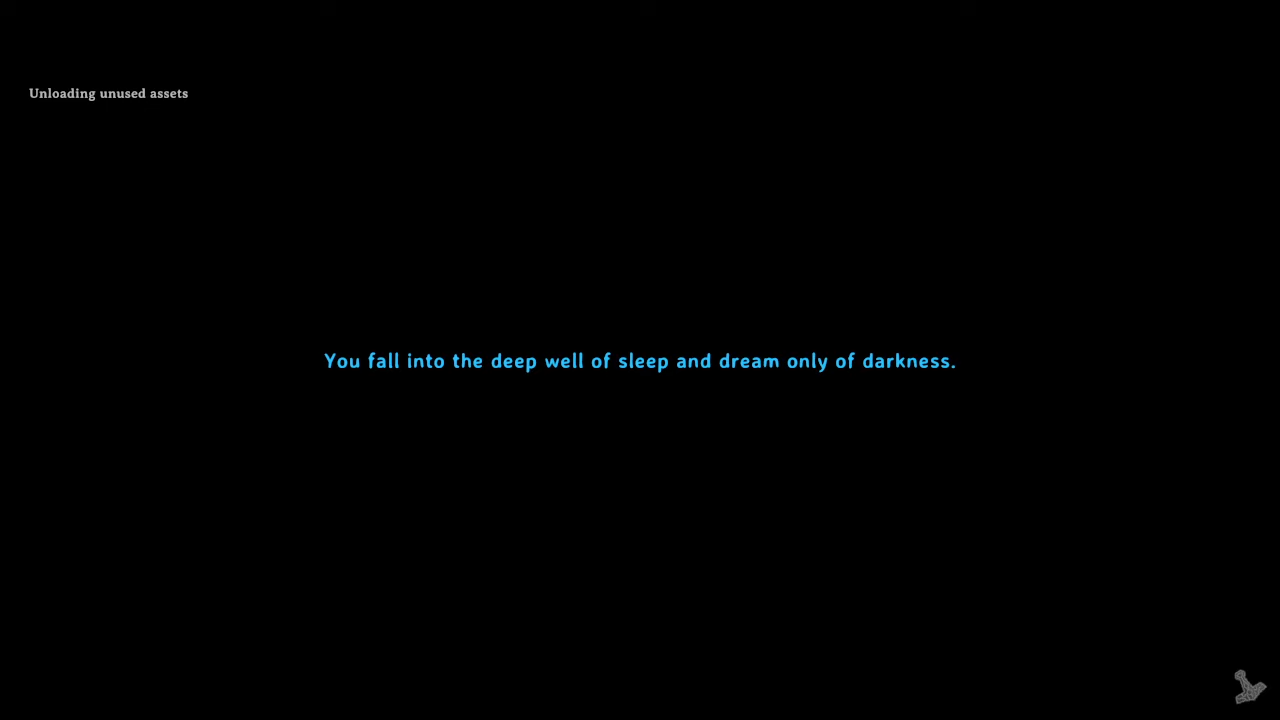 Unloading unused assets
You fall into the deep well of sleep and dream only of darkness.